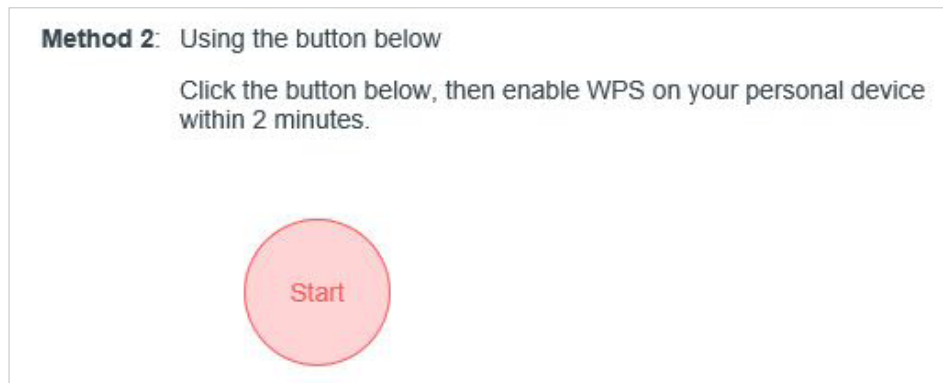 Method 2: Using the button below
Click the button below, then enable WPS on your personal device
within 2 minutes.
Start